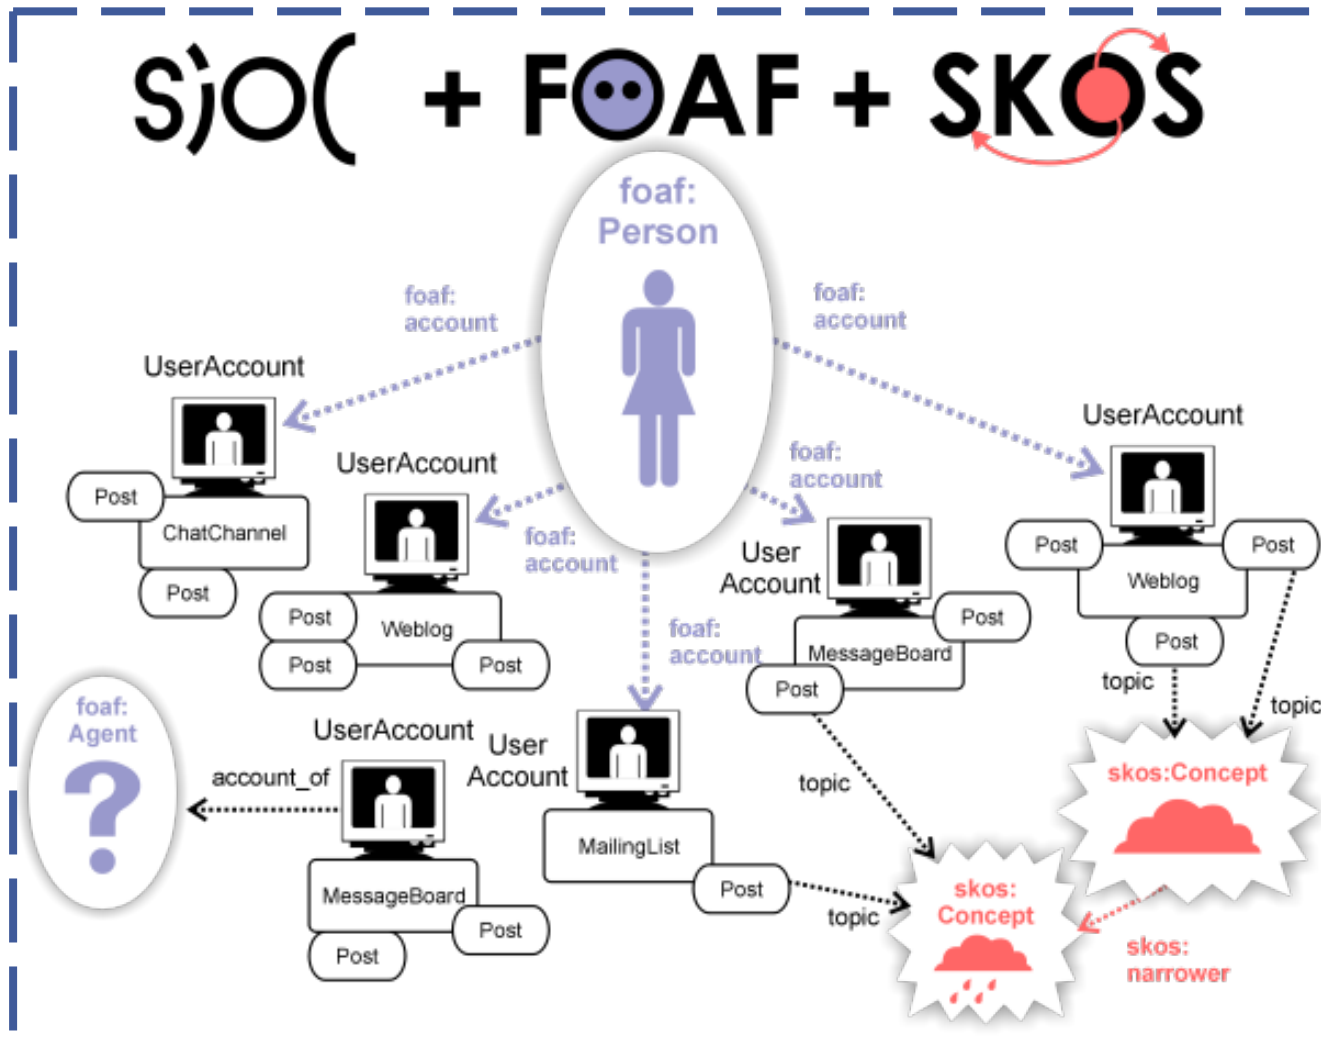 SIOC + FOAF + SKOS
foaf:
Person
foaf:
account
foaf:
account
UserAccount
UserAccount
UserAccount
foaf:
account
Post
ChatChannel
Post
foaf:
account
User
Account
Post
Weblog
Post
Post
Post
Weblog
Post
Post
foaf:
account
Post
MessageBoard
Post
topic
topic
foaf:
Agent
UserAccount
User
Account
account_of
topic
skos:Concept
MailingList
Post
topic
skos:
Concept
MessageBoard
Post
Post
skos:
narrower